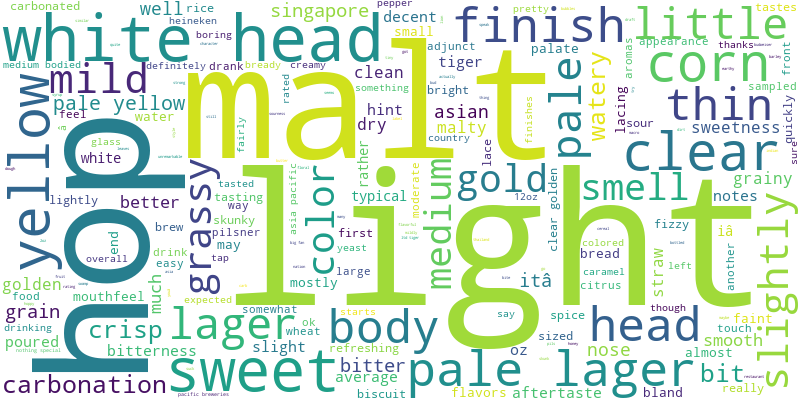 carbonated
heineken
well
rice
singapore
pepper
decent
finish
pretty
tastes
little
white head
boring
drank
small
adjunct
palate
appearance
thanks
front
medium bodied
definitely
bready
creamy
clean
tiger
aromas
corn
mild
malt
rated
something
hint
bright
watery
sampled
pale yellow
feel
water
asian
malty
dry
country
pale
lacing
thin
sour
sweetness
quickly
sure
yellow
hop
glass
white
fairly
finishes
lace
clear
better
grassy
tasted
rather
medium
gold
smell
notes
grainy
lightly
way
tasting
color
asia pacific
typical
moderate
12oz
clear golden
slightly
brew
skunky
pilsner
may
first
yeast
light
fizzy
iâ
end
overall
drink
easy
tap
large
colored
bread
straw
left
another
golden
food
mouthfeel
much
expected
mostly
itâ
caramel
citrus
grain
drinking
poured
crisp
lager
somewhat
wheat
ok
starts
body
say
spice
sized
head
though
touch
faint
smooth
nothing special
bitterness
slight
refreshing
oz
nose
almost
carbonation
sweet
bitter
average
biscuit
pale lager
flavors
aftertaste
bland
bit
really
pacific breweries